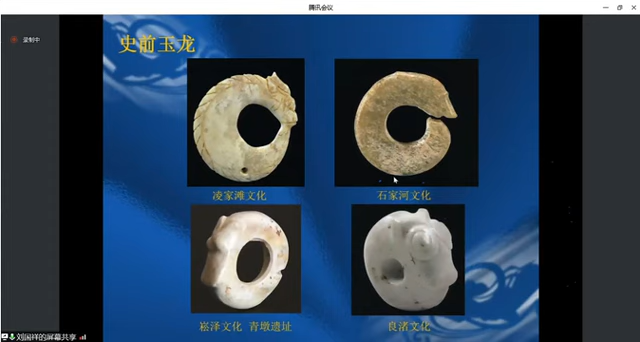 腾讯会议
录制中
史前玉龙
凌家滩文化
石家河文化
崧泽文化 青墩遗址
良渚文化
刘国祥的屏幕共享